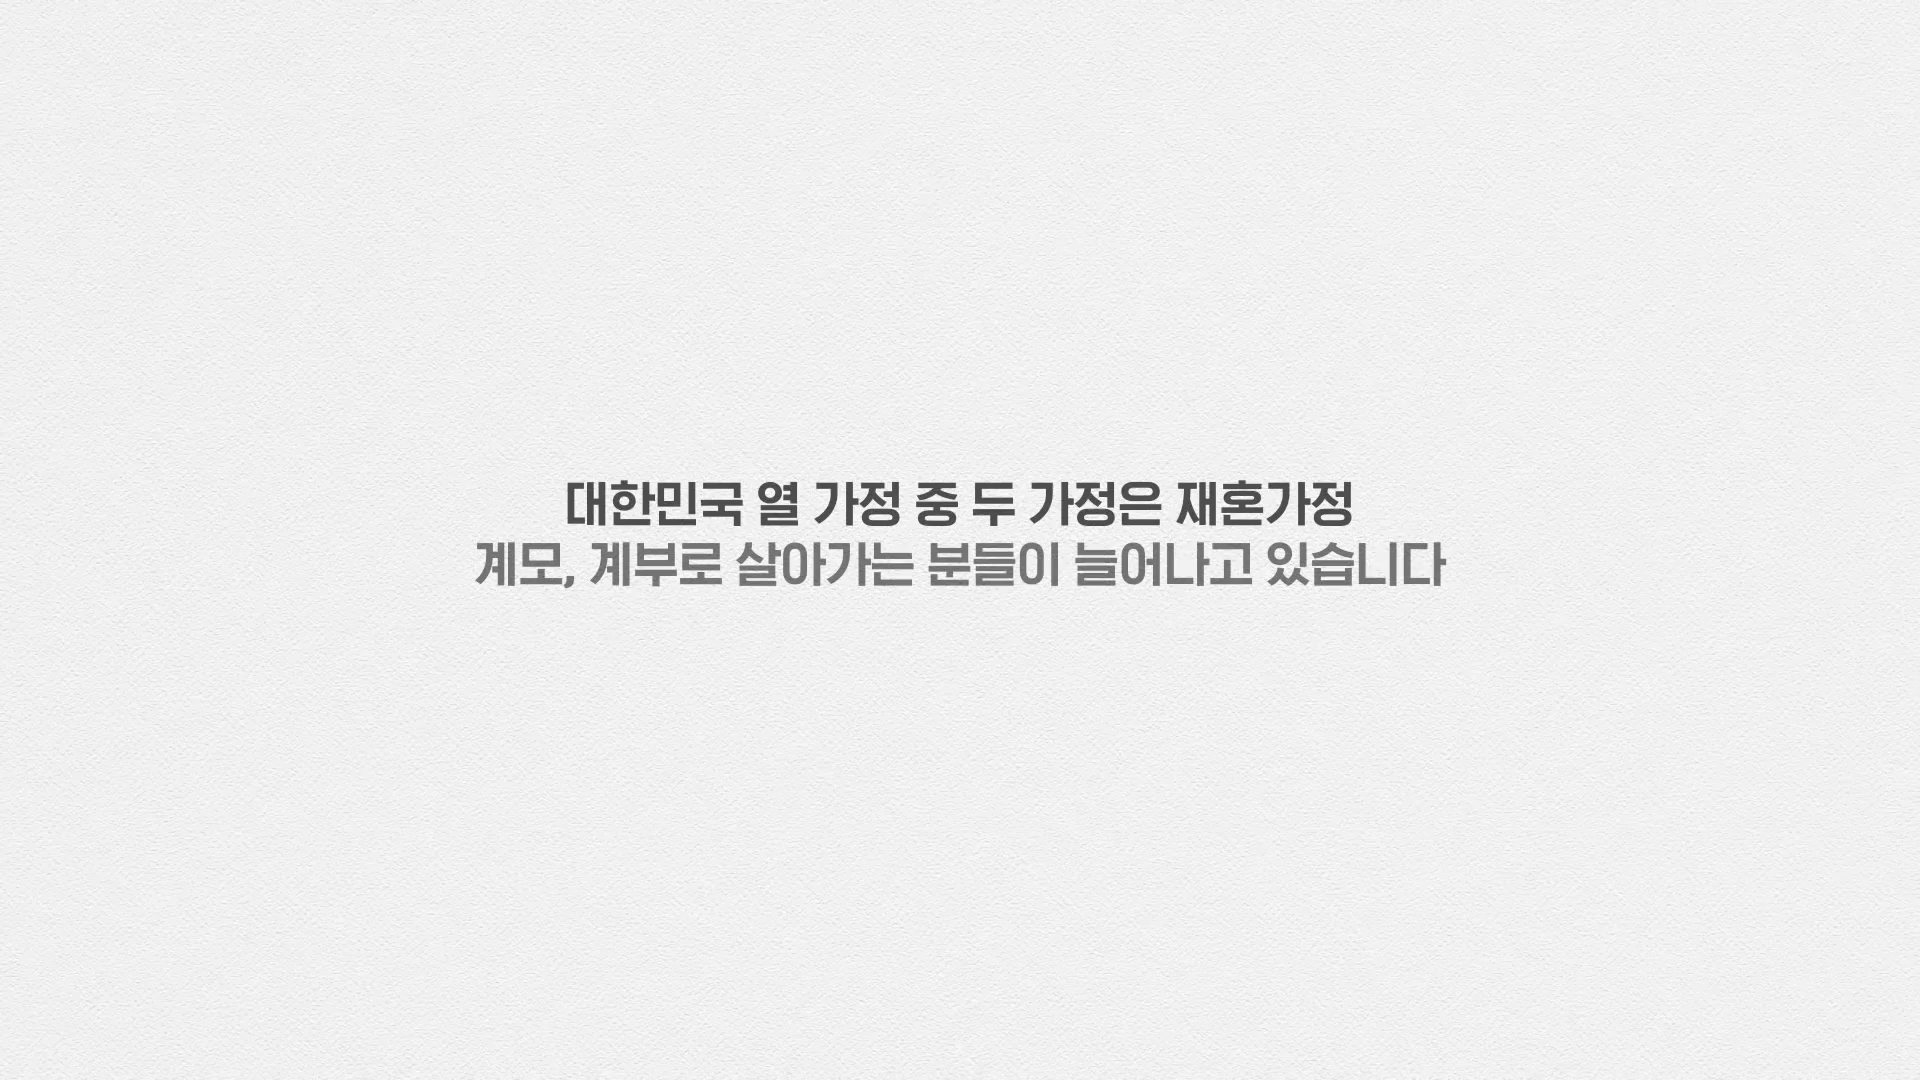 대한민국 열 가정 중 두 가정은 재혼가정
계모, 계부로 살아가는 분들이 늘어나고 있습니다